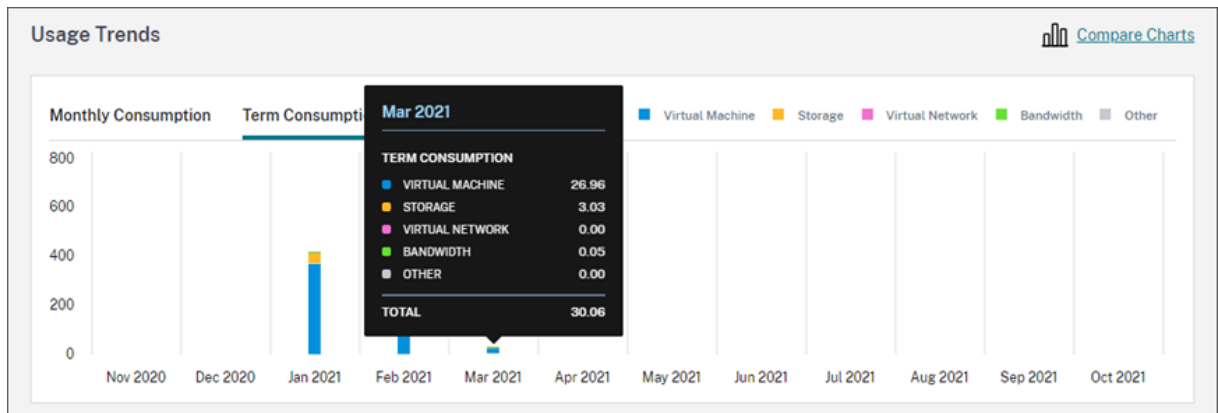 Usage Trends
Compare Charts
Monthly Consumption
Term Consumpti
Virtual Machine
Storage
Virtual Network
Bandwidth
Other
Mar 2021
TERM CONSUMPTION
VIRTUAL MACHINE 26.96
STORAGE 3.03
VIRTUAL NETWORK 0.00
BANDWIDTH 0.05
OTHER 0.00
TOTAL 30.06
800
600
400
200
0
Nov 2020 Dec 2020 Jan 2021 Feb 2021 Mar 2021 Apr 2021 May 2021 Jun 2021 Jul 2021 Aug 2021 Sep 2021 Oct 2021